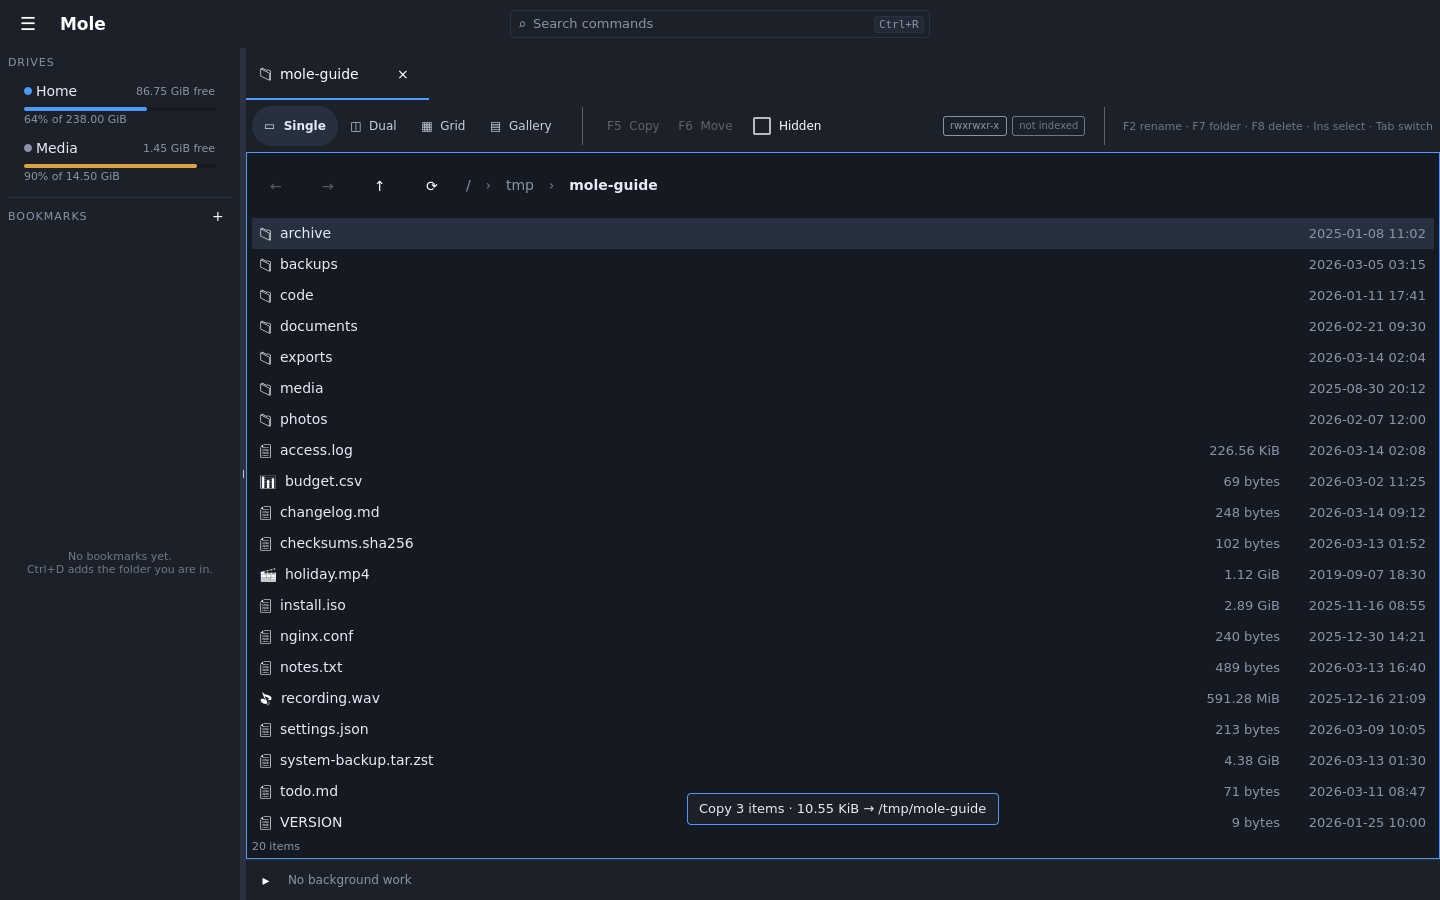 ☰ Mole
Search commands Ctrl+R
DRIVES
Home 86.75 GiB free
64% of 238.00 GiB
Media 1.45 GiB free
90% of 14.50 GiB
BOOKMARKS +
No bookmarks yet.
Ctrl+D adds the folder you are in.
mole-guide ×
Single Dual Grid Gallery F5 Copy F6 Move Hidden rwxrwxr-x not indexed F2 rename · F7 folder · F8 delete · Ins select · Tab switch
← → ↑ ⟳ / › tmp › mole-guide
archive 2025-01-08 11:02
backups 2026-03-05 03:15
code 2026-01-11 17:41
documents 2026-02-21 09:30
exports 2026-03-14 02:04
media 2025-08-30 20:12
photos 2026-02-07 12:00
access.log 226.56 KiB 2026-03-14 02:08
budget.csv 69 bytes 2026-03-02 11:25
changelog.md 248 bytes 2026-03-14 09:12
checksums.sha256 102 bytes 2026-03-13 01:52
holiday.mp4 1.12 GiB 2019-09-07 18:30
install.iso 2.89 GiB 2025-11-16 08:55
nginx.conf 240 bytes 2025-12-30 14:21
notes.txt 489 bytes 2026-03-13 16:40
recording.wav 591.28 MiB 2025-12-16 21:09
settings.json 213 bytes 2026-03-09 10:05
system-backup.tar.zst 4.38 GiB 2026-03-13 01:30
todo.md 71 bytes 2026-03-11 08:47
Copy 3 items · 10.55 KiB → /tmp/mole-guide
VERSION 9 bytes 2026-01-25 10:00
20 items
▸ No background work